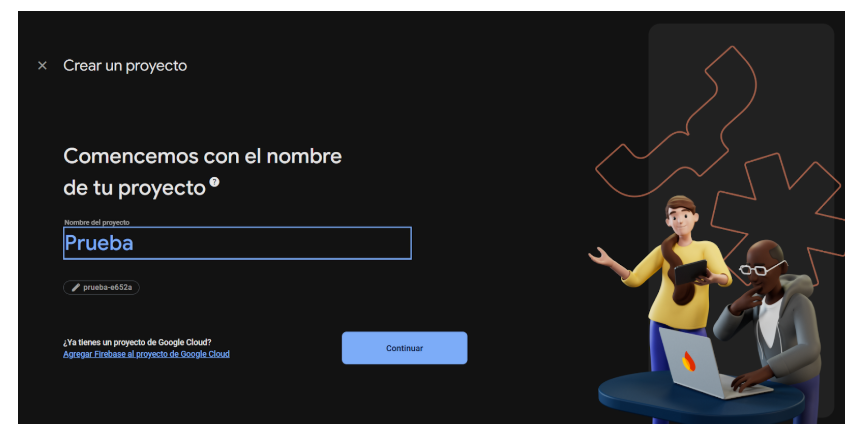 Crear un proyecto
Comencemos con el nombre
de tu proyecto
Nombre del proyecto
Prueba
prueba-e652a
¿Ya tienes un proyecto de Google Cloud?
Agregar Firebase al proyecto de Google Cloud
Continuar